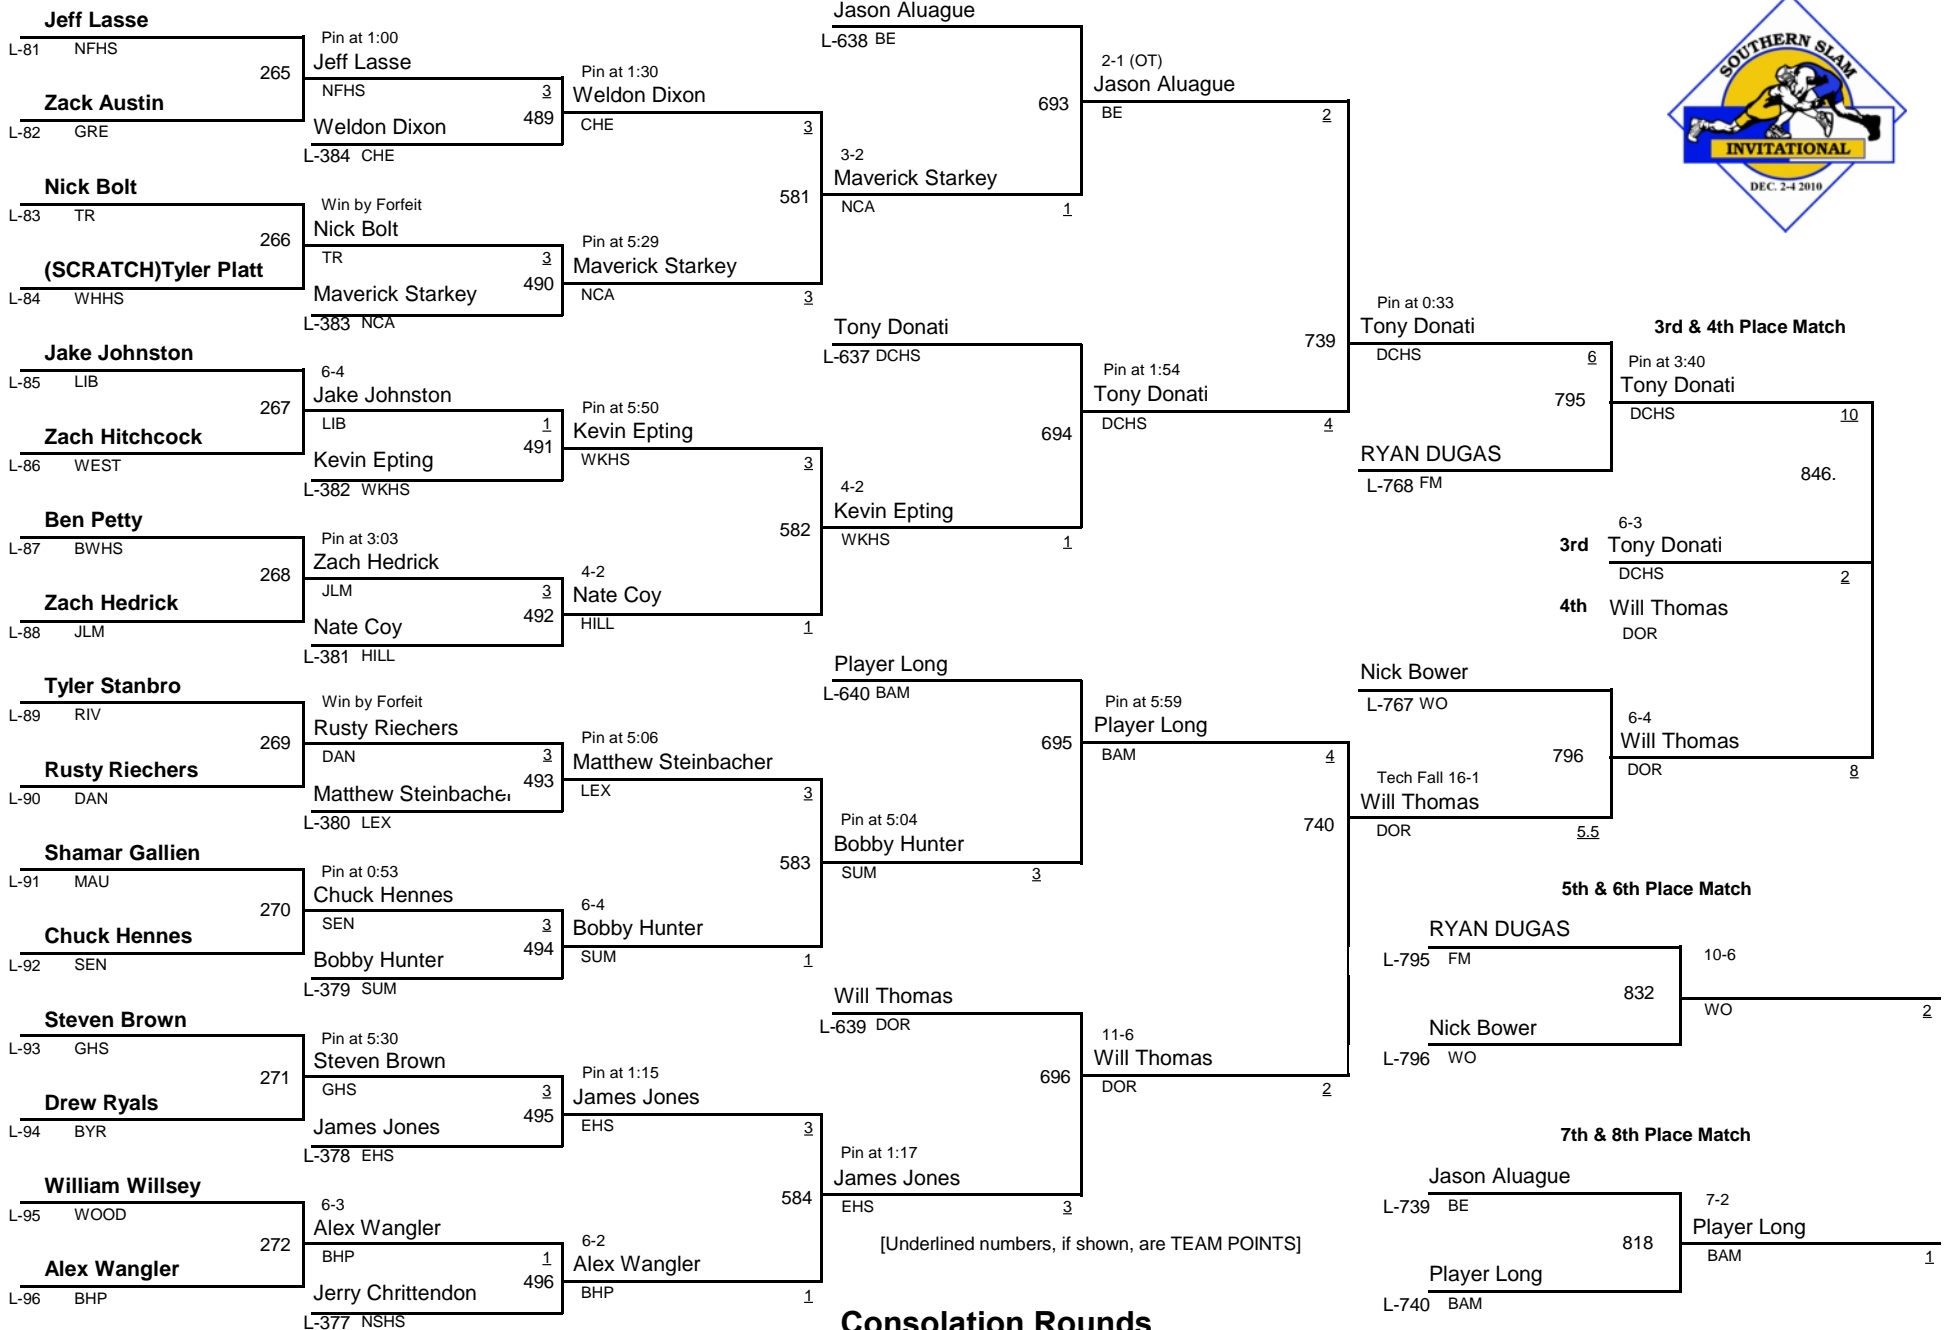 Jeff Lasse
L-81 NFHS
265
Zack Austin
L-82 GRE
Nick Bolt
L-83 TR
266
(SCRATCH)Tyler Platt
L-84 WHHS
Jake Johnston
L-85 LIB
267
Zach Hitchcock
L-86 WEST
Ben Petty
L-87 BWHS
268
Zach Hedrick
L-88 JLM
Tyler Stanbro
L-89 RIV
269
Rusty Riechers
L-90 DAN
Shamar Gallien
L-91 MAU
270
Chuck Hennes
L-92 SEN
Steven Brown
L-93 GHS
271
Drew Ryals
L-94 BYR
William Willsey
L-95 WOOD
272
Alex Wangler
L-96 BHP
Pin at 1:00
Jeff Lasse
NFHS 3
489
Weldon Dixon
L-384 CHE
Win by Forfeit
Nick Bolt
TR 3
490
Maverick Starkey
L-383 NCA
6-4
Jake Johnston
LIB 1
491
Kevin Epting
L-382 WKHS
Pin at 3:03
Zach Hedrick
JLM 3
492
Nate Coy
L-381 HILL
Win by Forfeit
Rusty Riechers
DAN 3
493
Matthew Steinbacher
L-380 LEX
Pin at 0:53
Chuck Hennes
SEN 3
494
Bobby Hunter
L-379 SUM
Pin at 5:30
Steven Brown
GHS 3
495
James Jones
L-378 EHS
6-3
Alex Wangler
BHP 1
496
Jerry Chrittendon
L-377 NSHS
Pin at 1:30
Weldon Dixon
CHE 3
581
Pin at 5:29
Maverick Starkey
NCA 3
Pin at 5:50
Kevin Epting
WKHS 3
582
4-2
Nate Coy
HILL 1
Pin at 5:06
Matthew Steinbacher
LEX 3
583
6-4
Bobby Hunter
SUM 1
Pin at 1:15
James Jones
EHS 3
584
6-2
Alex Wangler
BHP 1
Jason Aluague
L-638 BE
693
3-2
Maverick Starkey
NCA 1
Tony Donati
L-637 DCHS
694
4-2
Kevin Epting
WKHS 1
Player Long
L-640 BAM
695
Pin at 5:04
Bobby Hunter
SUM 3
Will Thomas
L-639 DOR
696
Pin at 1:17
James Jones
EHS 3
[Underlined numbers, if shown, are TEAM POINTS]
Consolation Rounds
2-1 (OT)
Jason Aluague
BE 2
739
Pin at 1:54
Tony Donati
DCHS 4
Pin at 5:59
Player Long
BAM 4
740
11-6
Will Thomas
DOR 2
SOUTHERN SLAM
INVITATIONAL
DEC. 2-4 2010
Pin at 0:33
Tony Donati
DCHS 6
795
RYAN DUGAS
L-768 FM
Nick Bower
L-767 WO
796
Tech Fall 16-1
Will Thomas
DOR 5.5
3rd & 4th Place Match
Pin at 3:40
Tony Donati
DCHS 10
846.
6-3
3rd Tony Donati
DCHS 2
4th Will Thomas
DOR
6-4
Will Thomas
DOR 8
5th & 6th Place Match
RYAN DUGAS
L-795 FM
832
Nick Bower
L-796 WO
10-6
WO 2
7th & 8th Place Match
Jason Aluague
L-739 BE
818
Player Long
L-740 BAM
7-2
Player Long
BAM 1